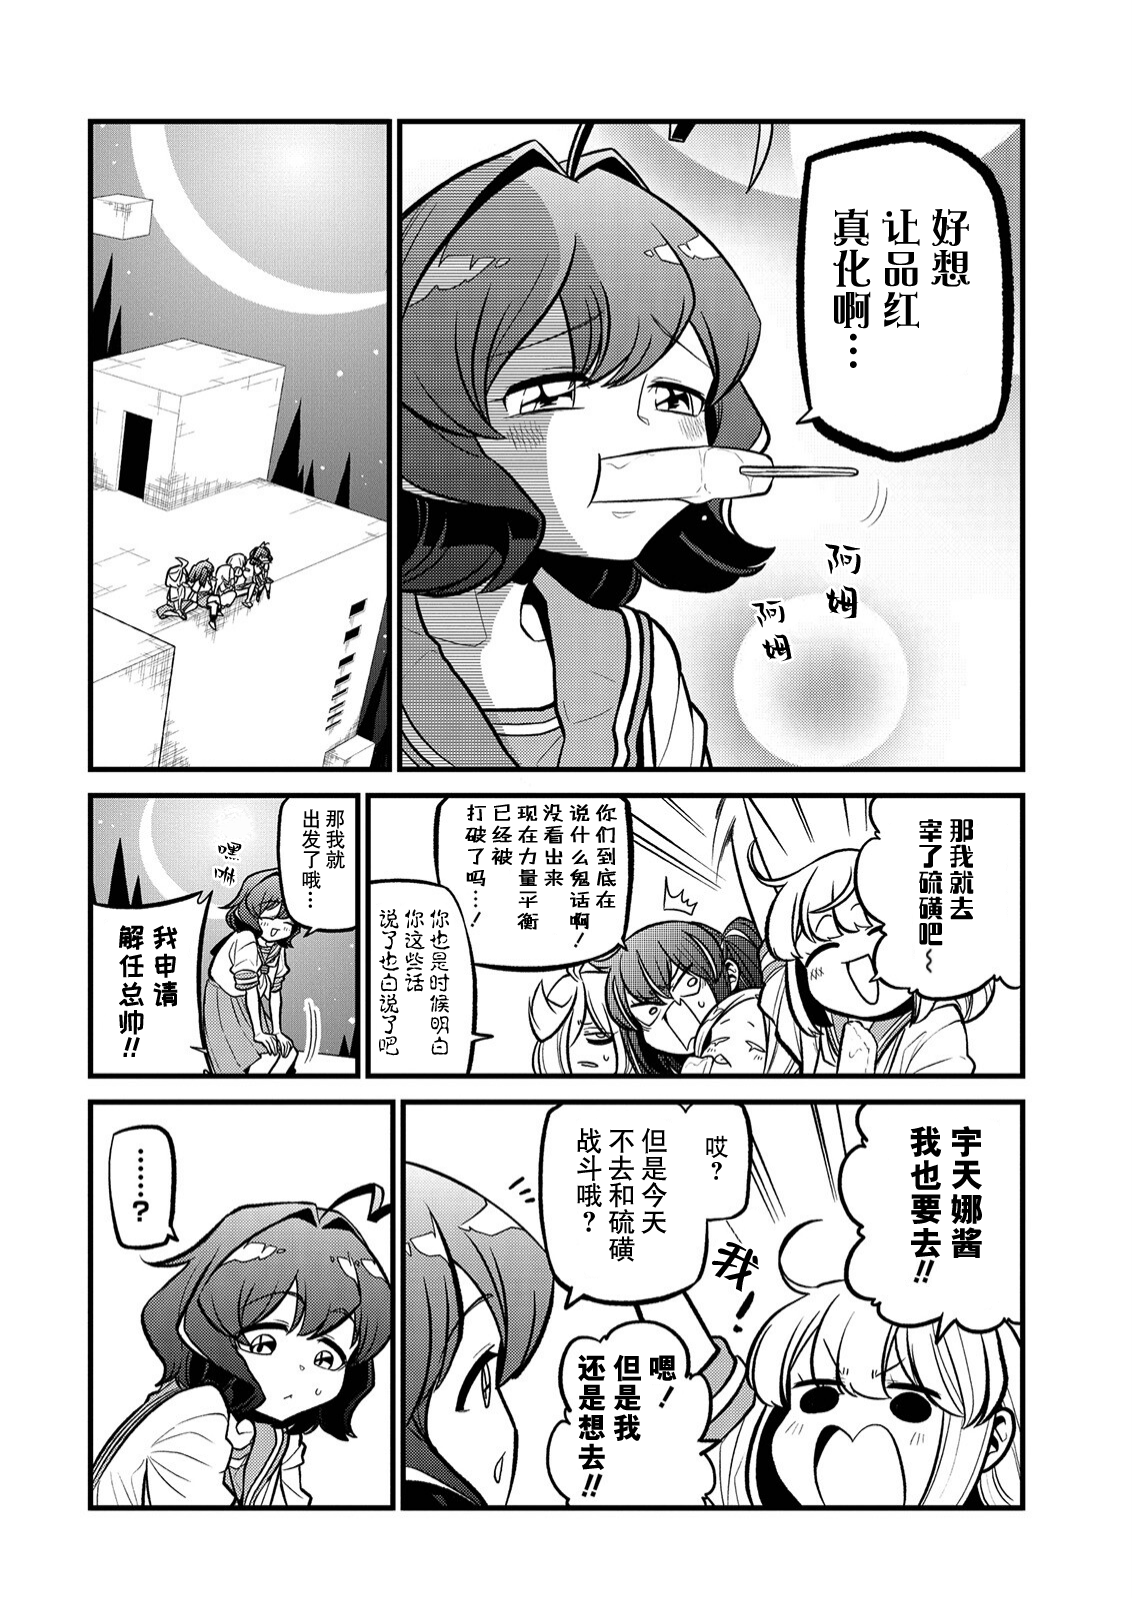 好想
让品红
真化啊…
阿姆
阿姆
那我就去
宰了硫磺吧~
你们到底在
说什么鬼话啊！
没看出来
现在力量平衡
已经被
打破了吗…！
你也是时候明白
你这些话
说了也白说了吧
那我就
出发了哦…
嘿咻
我申请
解任总帅！！
宇天娜酱
我也要去！！
我！
哎？
但是今天
不去和硫磺
战斗哦？
嗯！
但是我
还是想去！！
……？